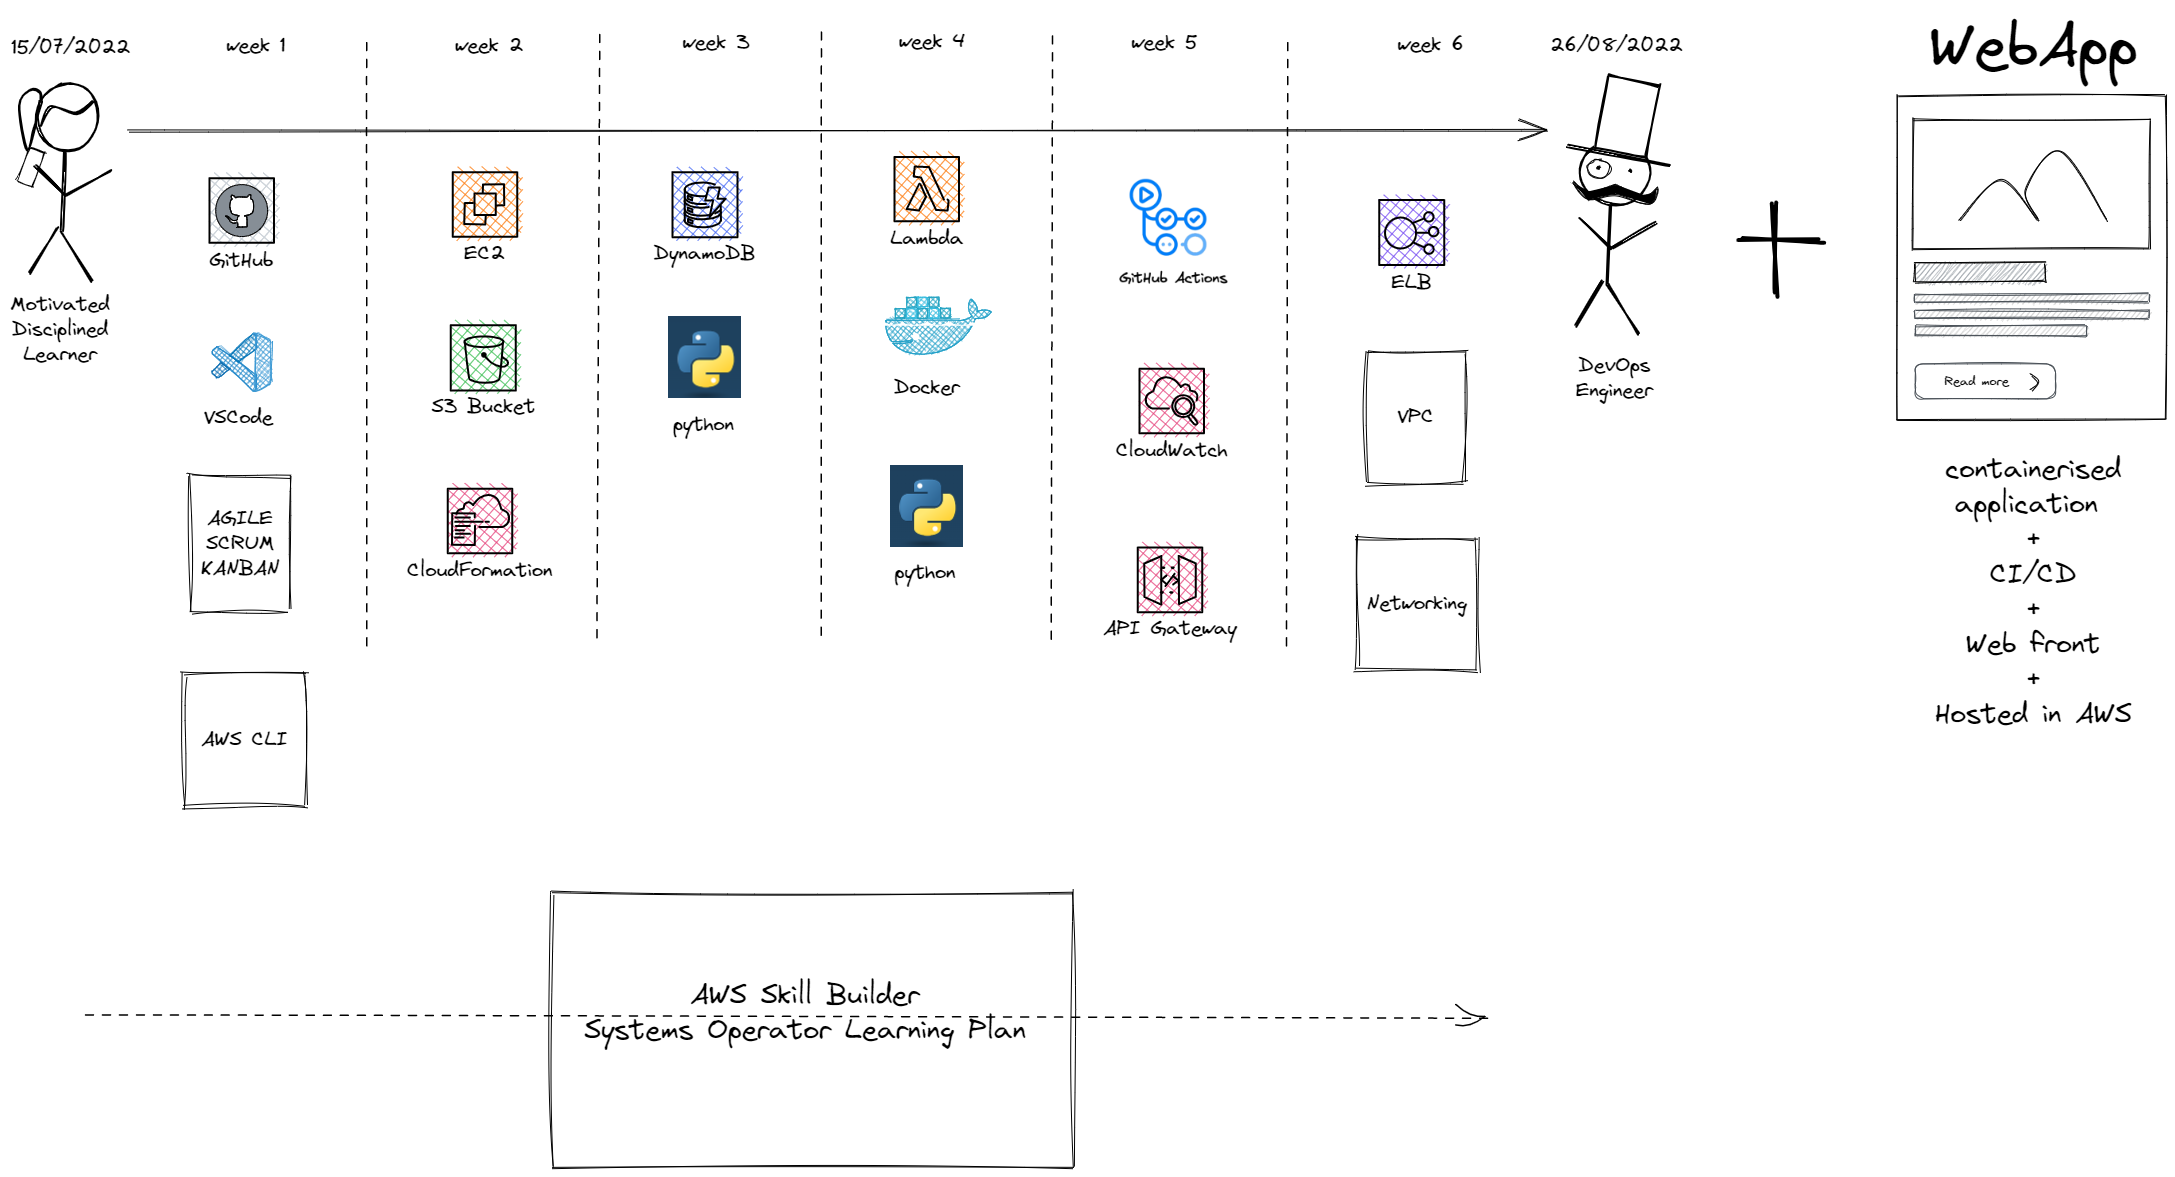 15/07/2022
week 1
week 2
week 3
week 4
week 5
week 6
26/08/2022
WebApp
Motivated
Disciplined
Learner
GitHub
VSCode
AGILE
SCRUM
KANBAN
AWS CLI
EC2
S3 Bucket
CloudFormation
DynamoDB
python
Lambda
Docker
python
GitHub Actions
CloudWatch
API Gateway
ELB
VPC
Networking
DevOps
Engineer
Read more
containerised
application
+
CI/CD
+
Web front
+
Hosted in AWS
AWS Skill Builder
Systems Operator Learning Plan